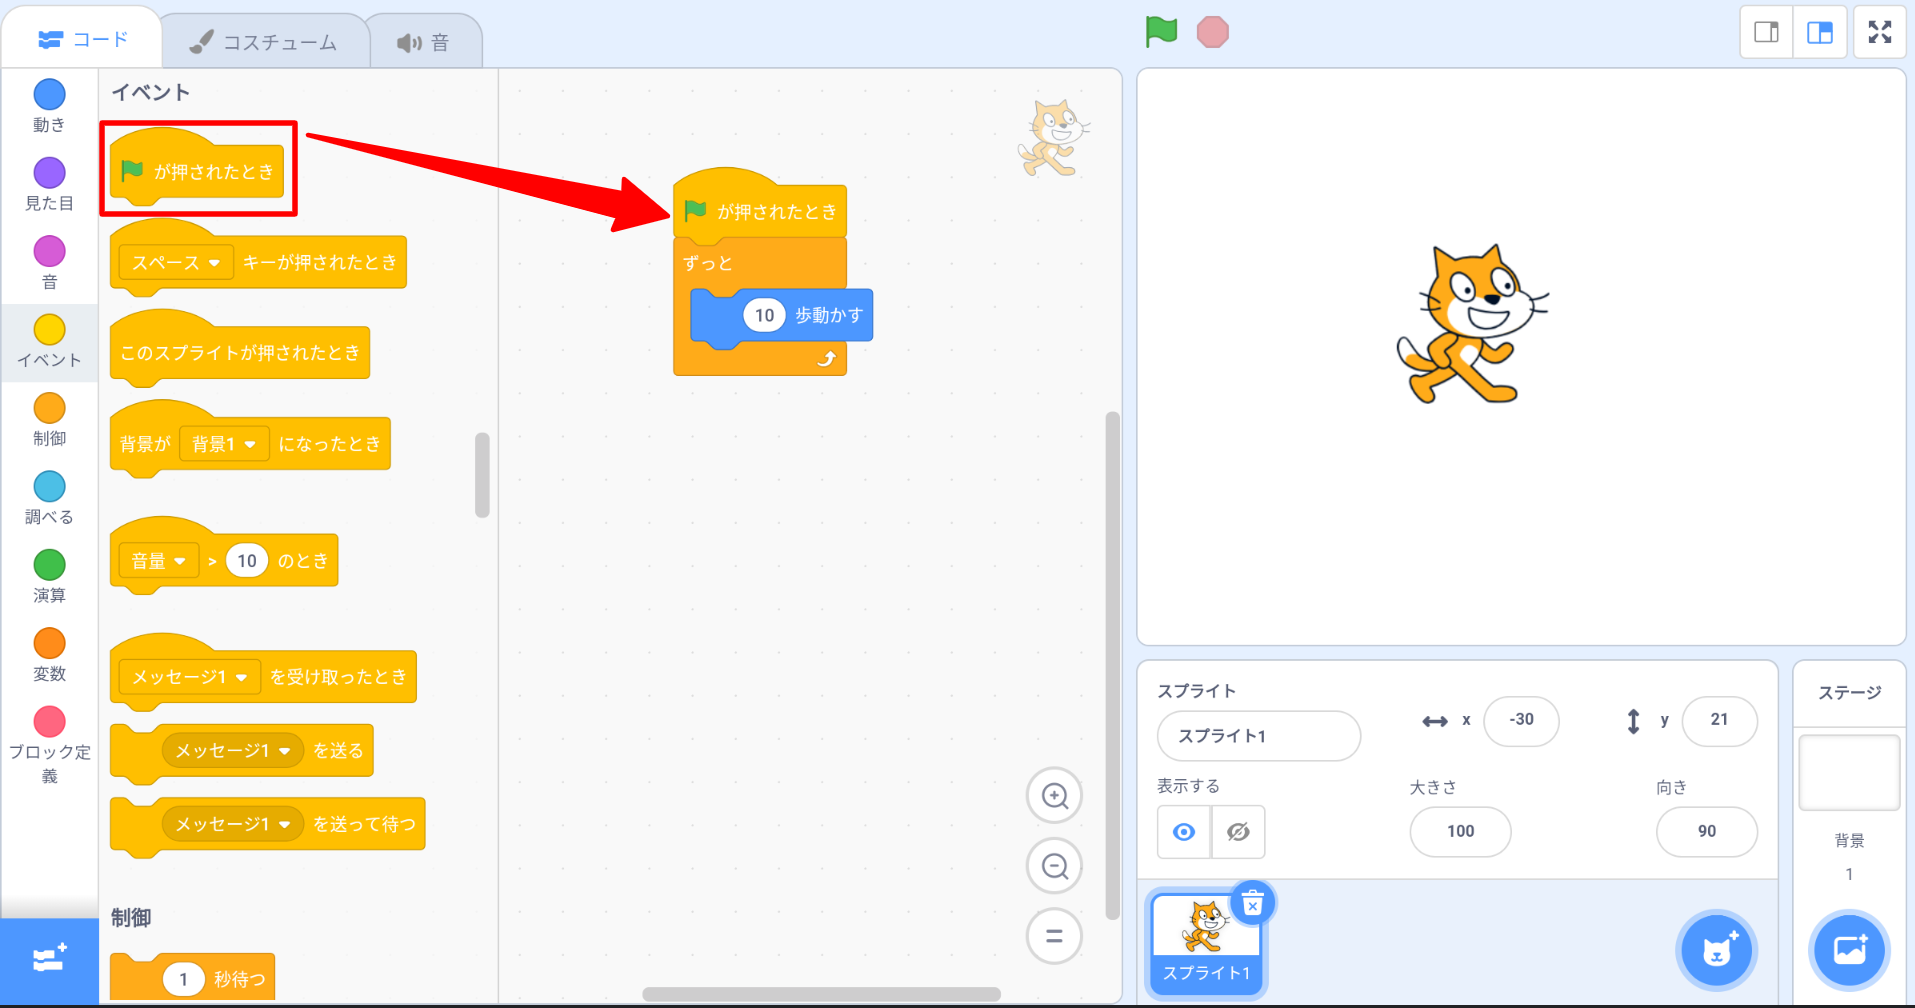 コード
コスチューム
音
動き
見た目
音
イベント
制御
調べる
演算
変数
ブロック定
義
イベント
が押されたとき
スペース キーが押されたとき
このスプライトが押されたとき
背景が 背景1 になったとき
音量 > 10 のとき
メッセージ1 を受け取ったとき
メッセージ1 を送る
メッセージ1 を送って待つ
制御
1 秒待つ
が押されたとき
ずっと
10 歩動かす
スプライト
スプライト1
x -30
y 21
表示する
大きさ
100
向き
90
スプライト1
ステージ
背景
1